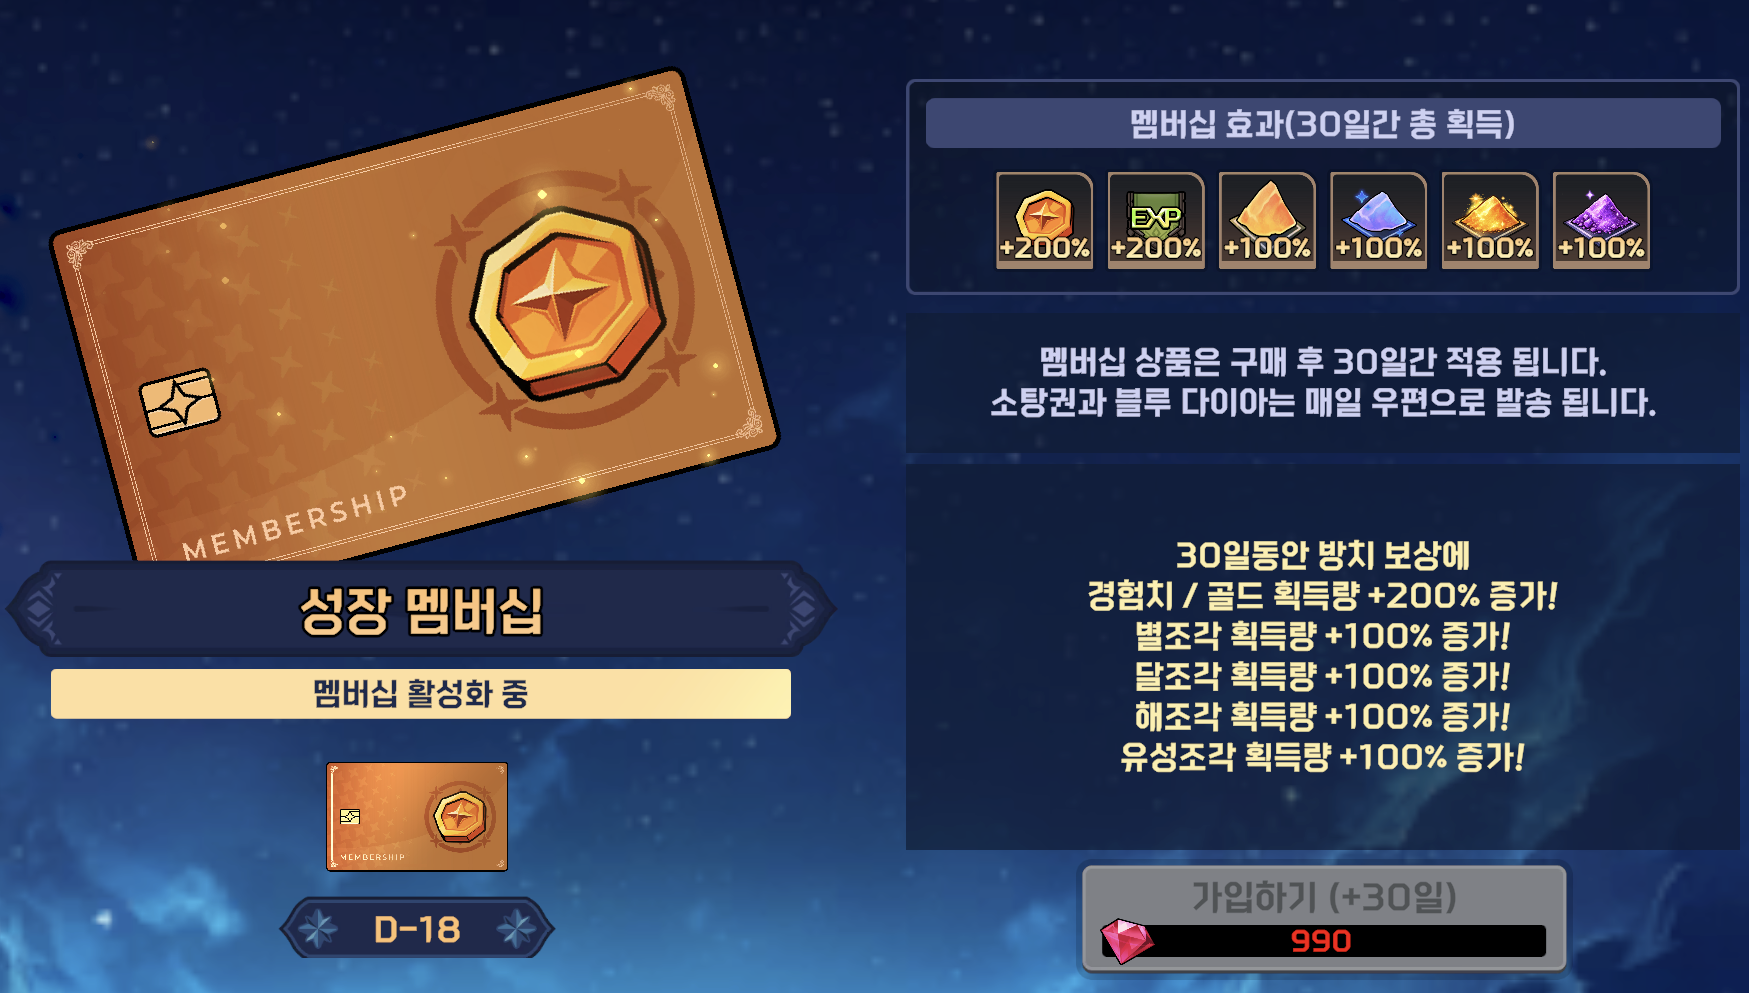 MEMBERSHIP
성장 멤버십
멤버십 활성화 중
MEMBERSHIP
D-18
멤버십 효과(30일간 총 획득)
+200%
EXP
+200%
+100%
+100%
+100%
+100%
멤버십 상품은 구매 후 30일간 적용 됩니다.
소탕권과 블루 다이아는 매일 우편으로 발송 됩니다.
30일동안 방치 보상에
경험치 / 골드 획득량 +200% 증가!
별조각 획득량 +100% 증가!
달조각 획득량 +100% 증가!
해조각 획득량 +100% 증가!
유성조각 획득량 +100% 증가!
가입하기 (+30일)
990